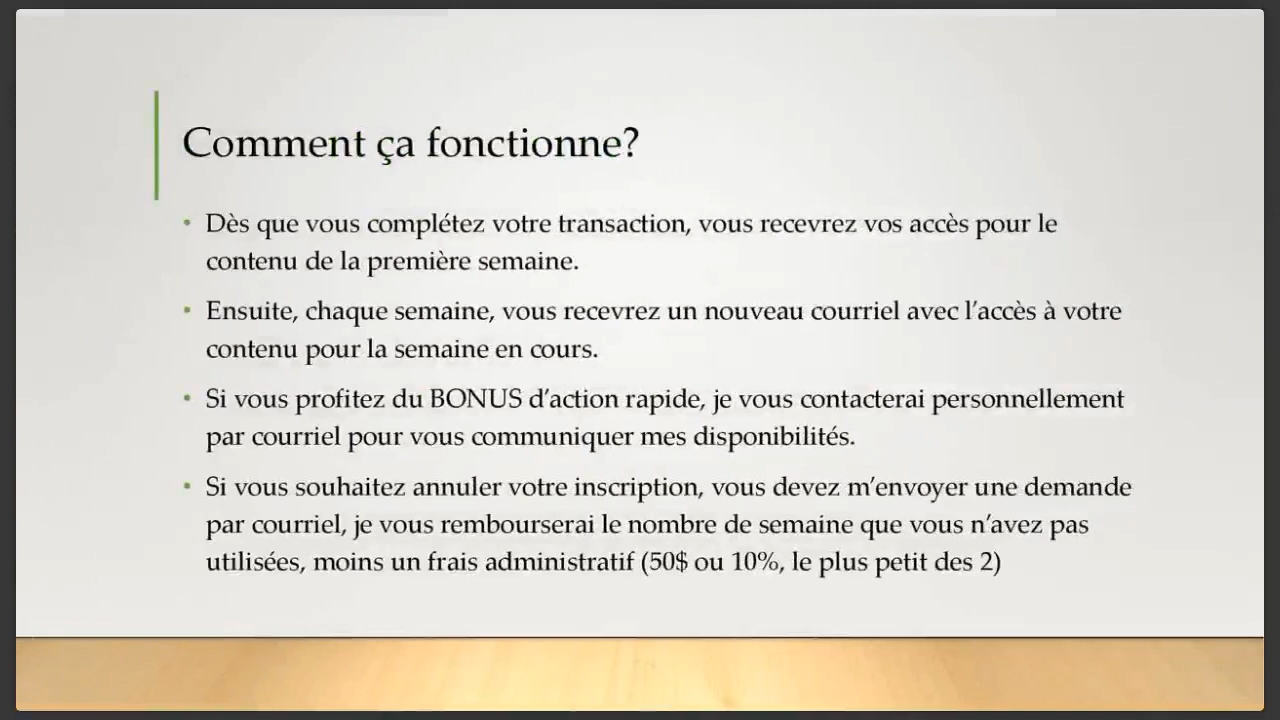 Comment ça fonctionne?
• Dès que vous complétez votre transaction, vous recevrez vos accès pour le
contenu de la première semaine.
• Ensuite, chaque semaine, vous recevrez un nouveau courriel avec l’accès à votre
contenu pour la semaine en cours.
• Si vous profitez du BONUS d’action rapide, je vous contacterai personnellement
par courriel pour vous communiquer mes disponibilités.
• Si vous souhaitez annuler votre inscription, vous devez m’envoyer une demande
par courriel, je vous rembourserai le nombre de semaine que vous n’avez pas
utilisées, moins un frais administratif (50$ ou 10%, le plus petit des 2)